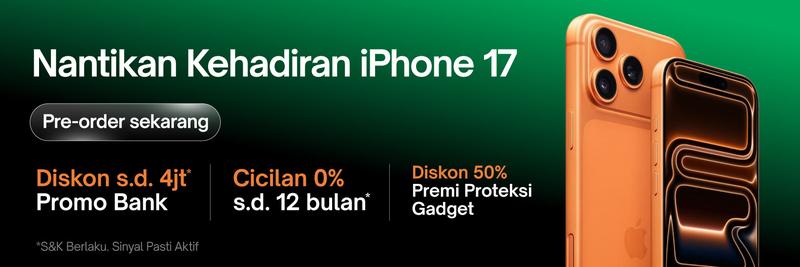 Nantikan Kehadiran iPhone 17
Pre-order sekarang
Diskon s.d. 4jt*
Promo Bank
Cicilan 0%
s.d. 12 bulan*
Diskon 50%
Premi Proteksi
Gadget
*S&K Berlaku. Sinyal Pasti Aktif